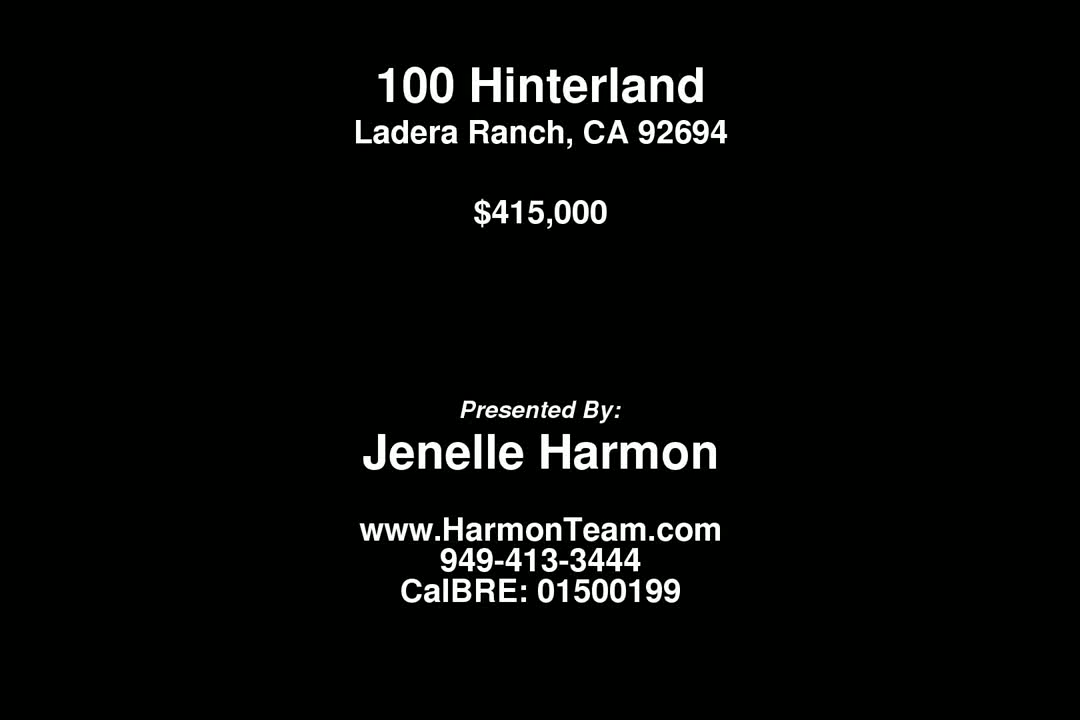 100 Hinterland
Ladera Ranch, CA 92694
$415,000
Presented By:
Jenelle Harmon
www.HarmonTeam.com
949-413-3444
CalBRE: 01500199